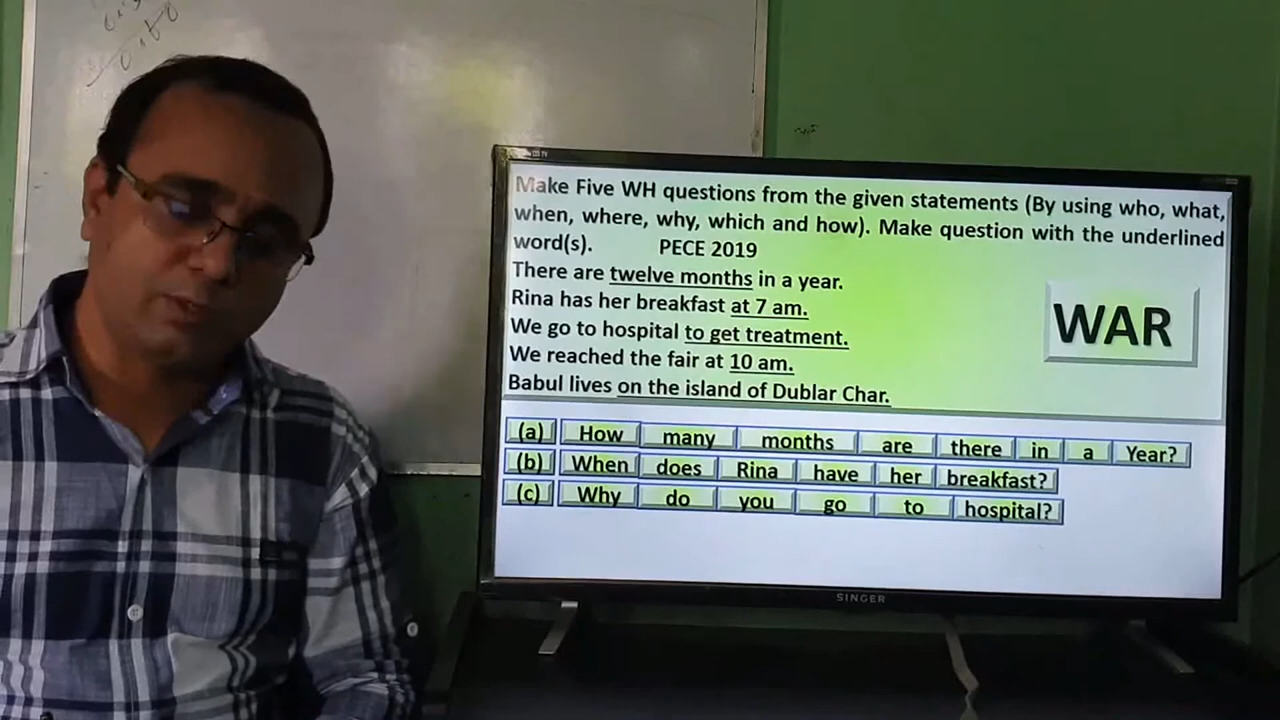 Make Five WH questions from the given statements (By using who, what,
when, where, why, which and how). Make question with the underlined
word(s). PECE 2019
There are twelve months in a year.
Rina has her breakfast at 7 am.
We go to hospital to get treatment.
We reached the fair at 10 am.
Babul lives on the island of Dublar Char.
WAR
(a) How many months are there in a Year?
(b) When does Rina have her breakfast?
(c) Why do you go to hospital?
SINGER